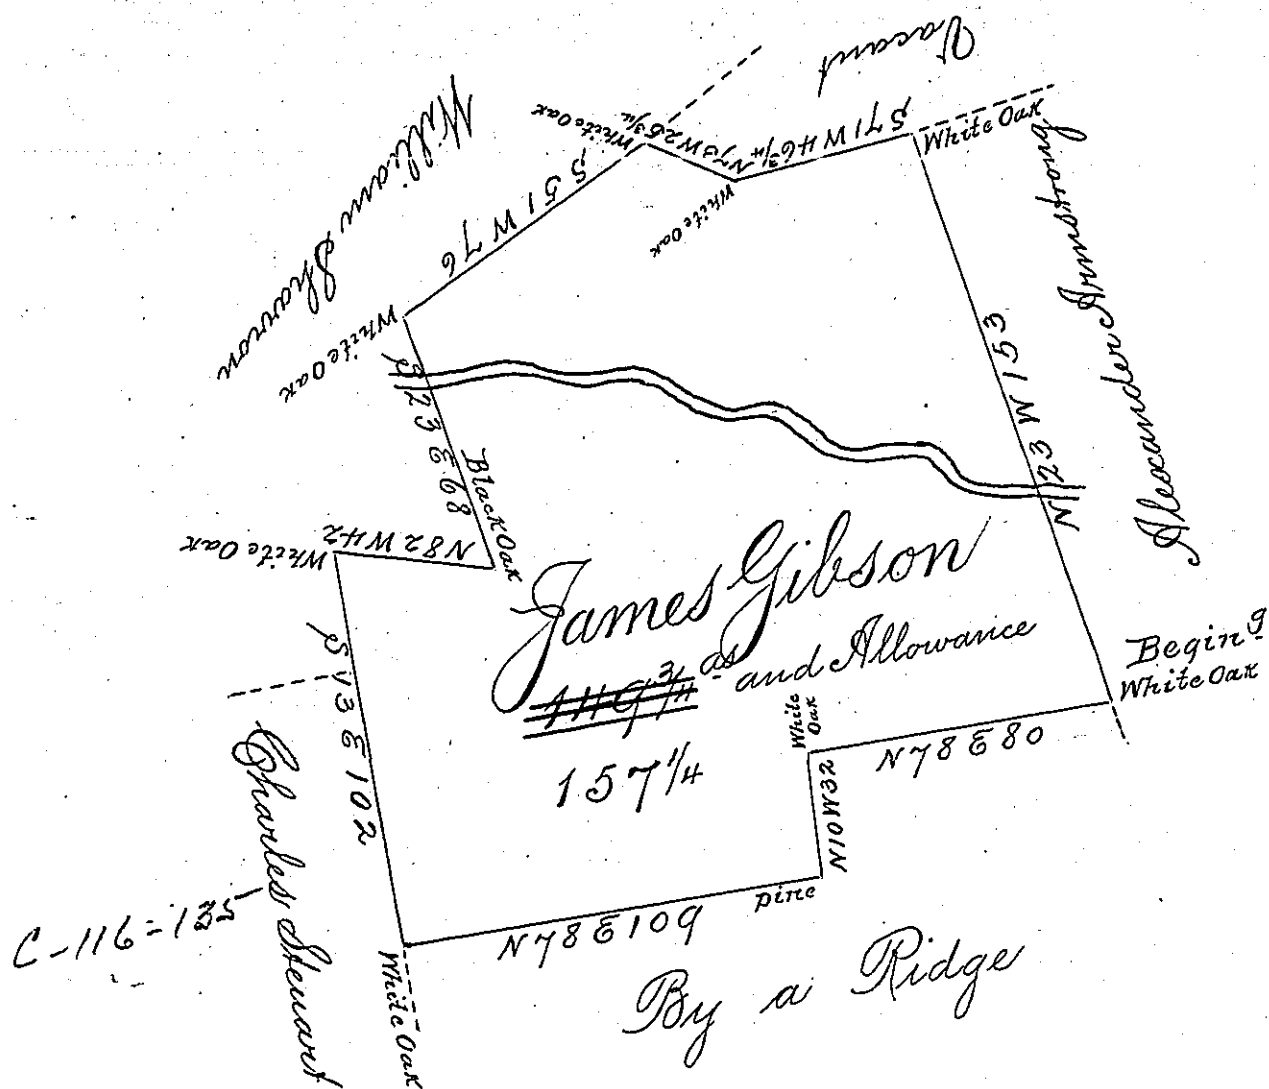 Vacant
William Shannon
White Oak
S 51 W 76
White Oak
N 73 W 25 3/4
White Oak
S 71 W 46 3/4
White Oak
Alexander Armstrong
N 23 W 153
White Oak
S 23 E 68
Black Oak
N 82 W 42
White Oak
S 13 E 102
Charles Stewart
C-116=135
James Gibson
149 3/4 as and Allowance
157 1/4
Begin g
White Oak
N 78 E 80
White
Oak
N 10 W 32
pine
N 78 E 109
White Oak
By a Ridge